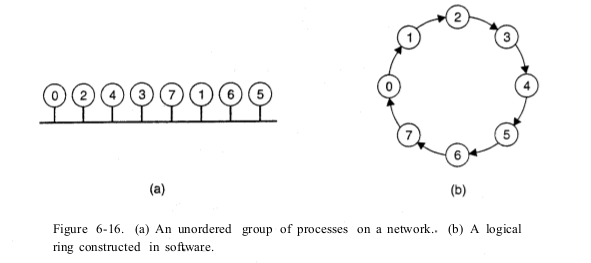 0 2 4 3 7 1 6 5
(a)
2
1 3
0 4
7 5
6
(b)
Figure 6-16. (a) An unordered group of processes on a network.. (b) A logical
ring constructed in software.